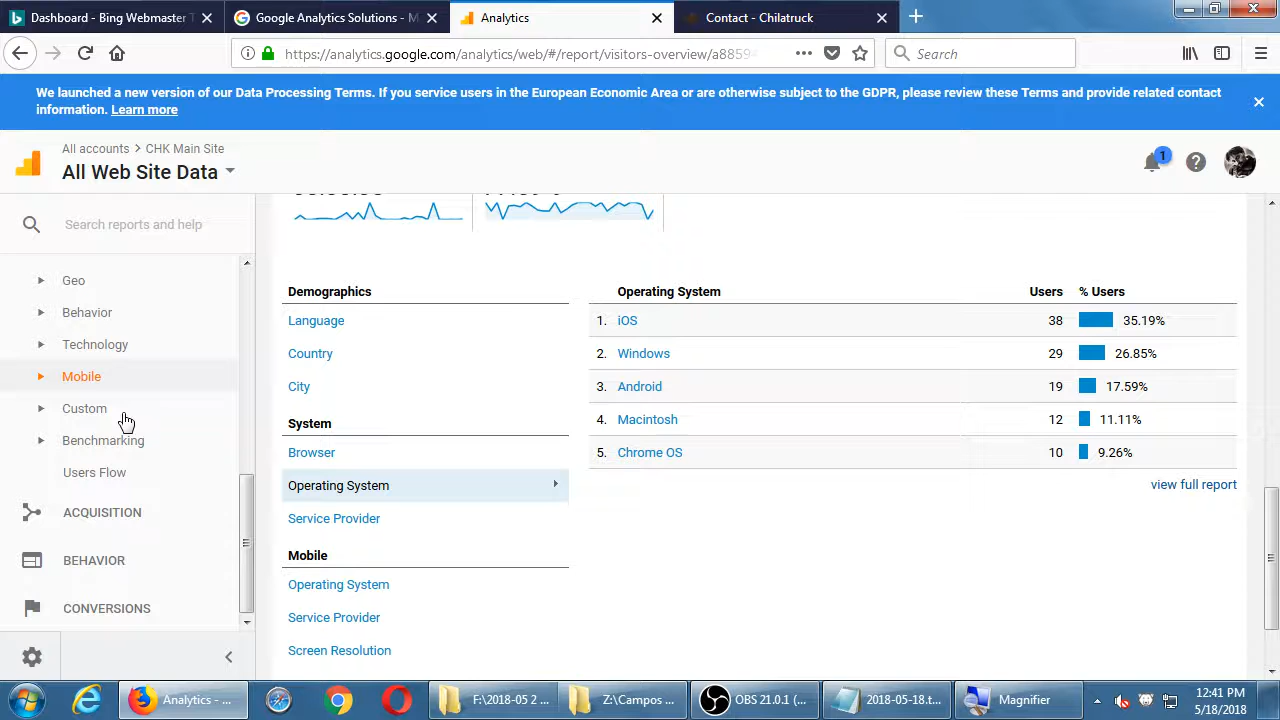 Dashboard - Bing Webmaster T
Google Analytics Solutions - M
Analytics
Contact - Chilatruck
https://analytics.google.com/analytics/web/#/report/visitors-overview/a8859
Search
We launched a new version of our Data Processing Terms. If you service users in the European Economic Area or are otherwise subject to the GDPR, please review these Terms and provide related contact
information. Learn more
All accounts > CHK Main Site
All Web Site Data
1
Search reports and help
Geo
Behavior
Technology
Mobile
Custom
Benchmarking
Users Flow
ACQUISITION
BEHAVIOR
CONVERSIONS
Demographics
Language
Country
City
System
Browser
Operating System
Service Provider
Mobile
Operating System
Service Provider
Screen Resolution
Operating System Users % Users
1. iOS 38 35.19%
2. Windows 29 26.85%
3. Android 19 17.59%
4. Macintosh 12 11.11%
5. Chrome OS 10 9.26%
view full report
Analytics - ...
F:\2018-05 2 ...
Z:\Campos ...
OBS 21.0.1 (...
2018-05-18.t...
Magnifier
12:41 PM
5/18/2018